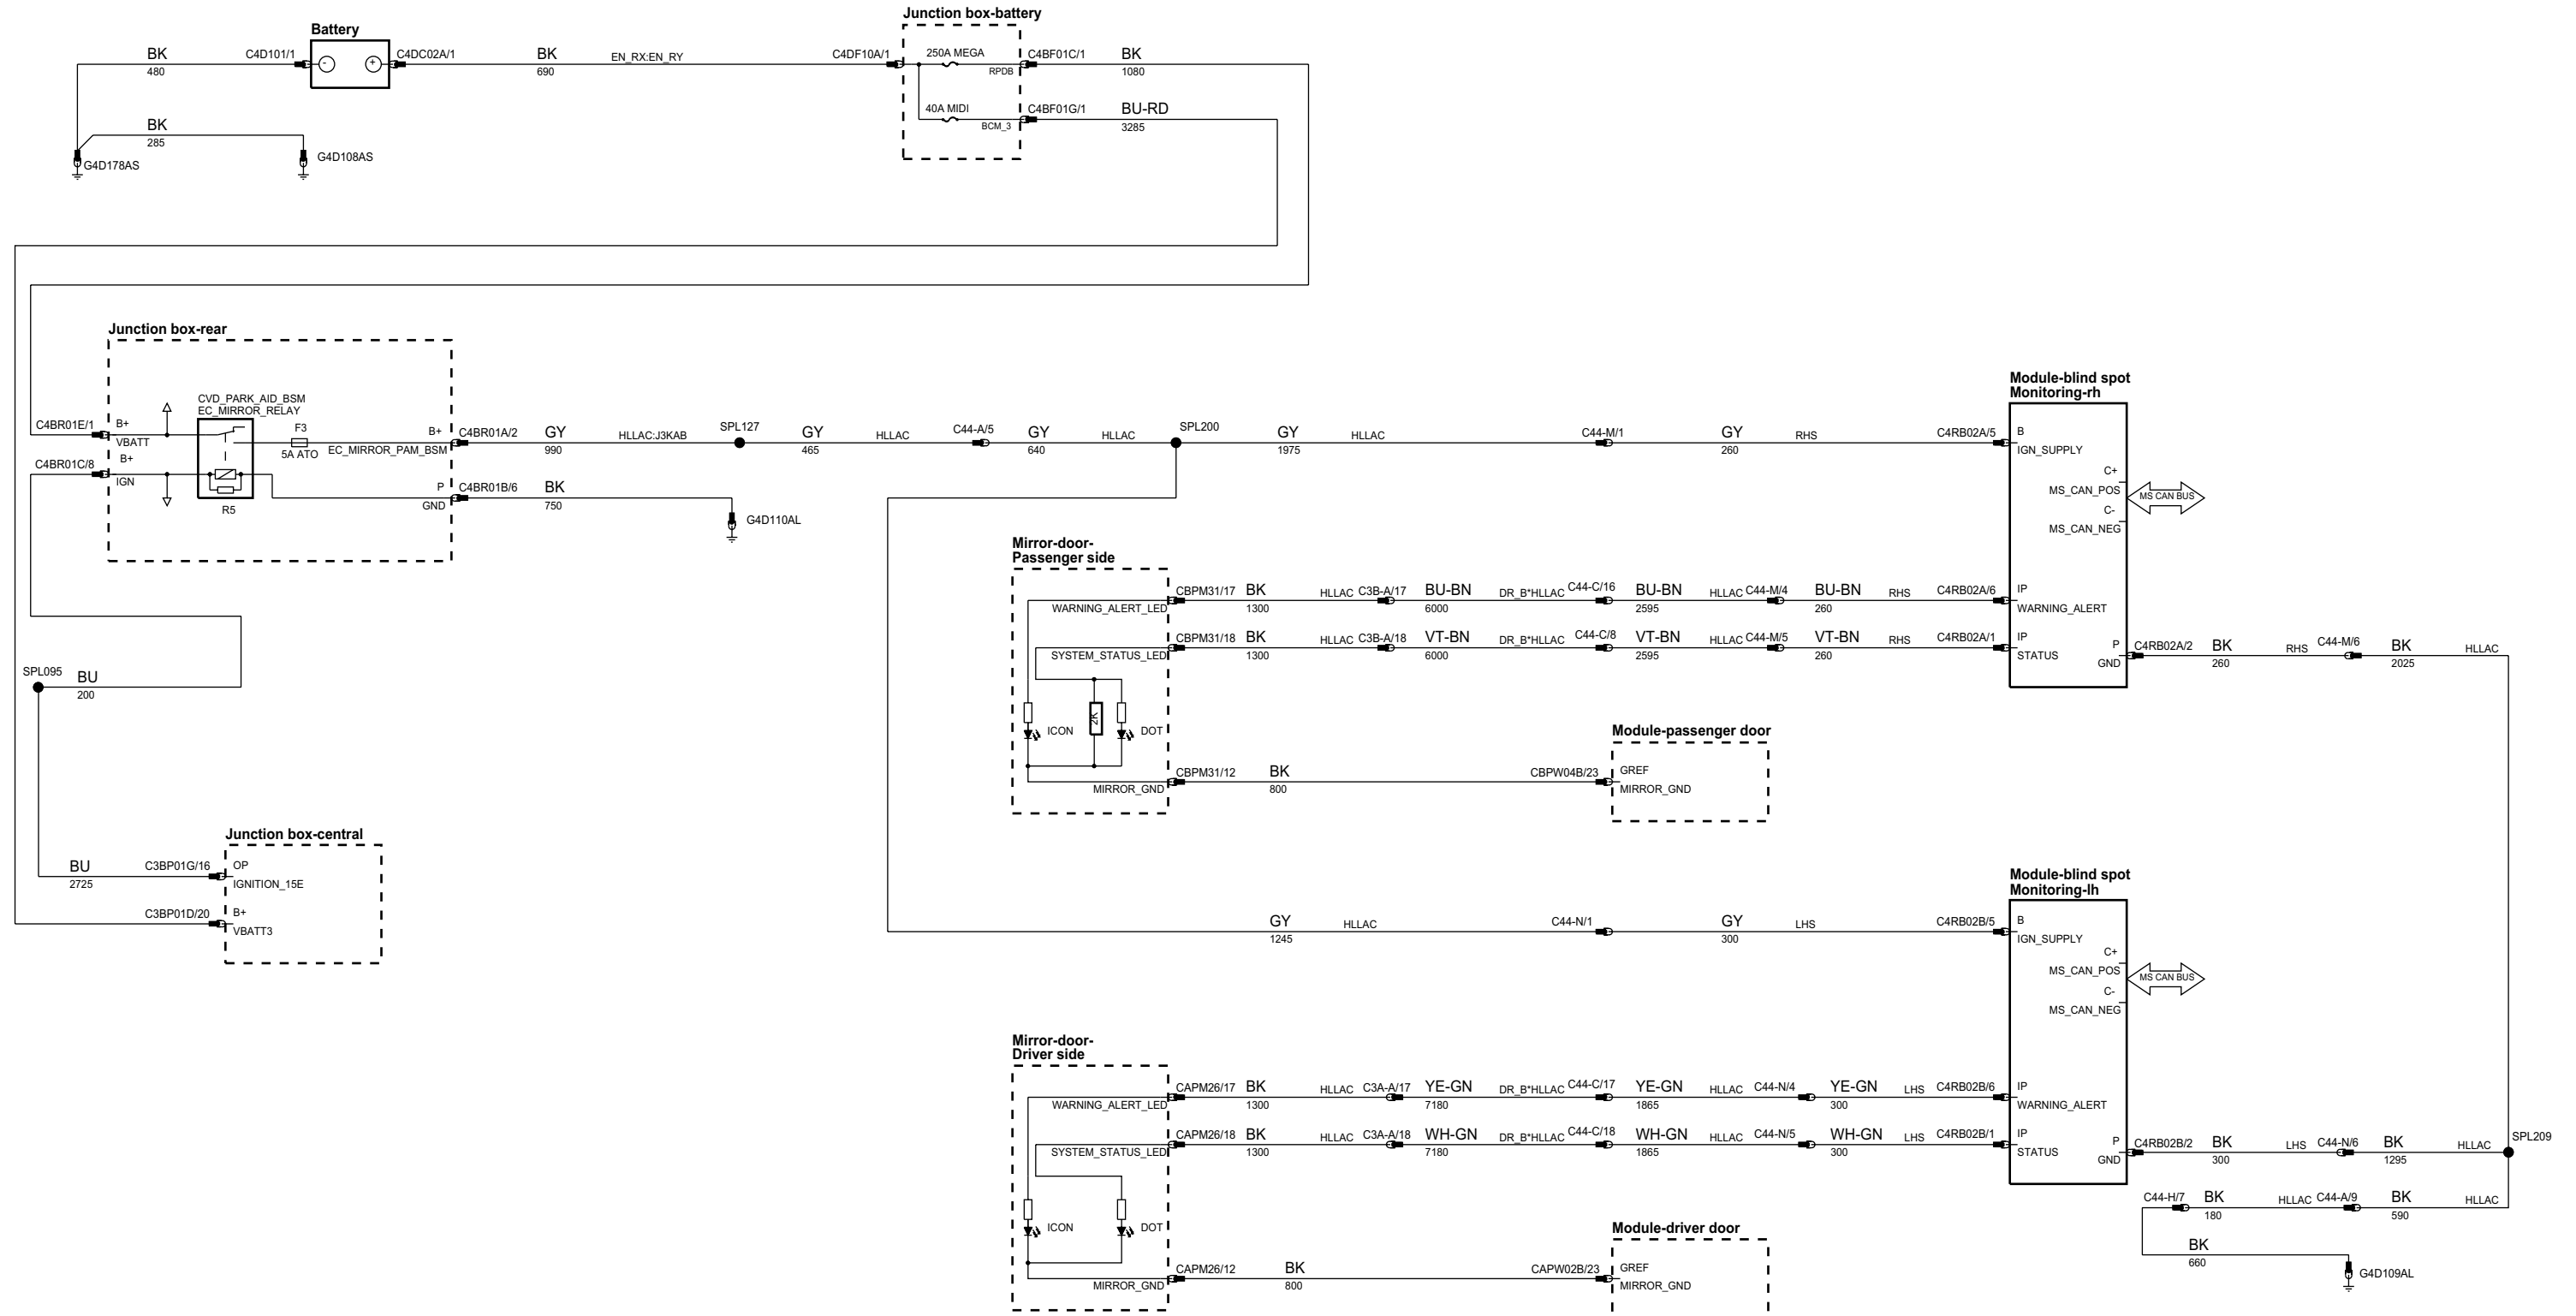 Junction box-battery
Battery
BK
480
C4D101/1
-
+
C4DC02A/1
BK
690
EN_RX:EN_RY
C4DF10A/1
250A MEGA
RPDB
C4BF01C/1
BK
1080
40A MIDI
BCM_3
C4BF01G/1
BU-RD
3285
BK
285
G4D178AS
G4D108AS
Junction box-rear
CVD_PARK_AID_BSM
EC_MIRROR_RELAY
C4BR01E/1
B+
VBATT
F3
5A ATO
B+
EC_MIRROR_PAM_BSM
C4BR01A/2
GY
990
HLLAC:J3KAB
SPL127
GY
465
HLLAC
C44-A/5
GY
640
HLLAC
SPL200
GY
1975
HLLAC
C44-M/1
GY
260
RHS
C4RB02A/5
C4BR01C/8
B+
IGN
R5
P
GND
C4BR01B/6
BK
750
G4D110AL
Module-blind spot
Monitoring-rh
B
IGN_SUPPLY
C+
MS_CAN_POS
C-
MS_CAN_NEG
MS CAN BUS
Mirror-door-
Passenger side
WARNING_ALERT_LED
CBPM31/17
BK
1300
HLLAC
C3B-A/17
BU-BN
6000
DR_B*HLLAC
C44-C/16
BU-BN
2595
HLLAC
C44-M/4
BU-BN
260
RHS
C4RB02A/6
IP
WARNING_ALERT
SYSTEM_STATUS_LED
CBPM31/18
BK
1300
HLLAC
C3B-A/18
VT-BN
6000
DR_B*HLLAC
C44-C/8
VT-BN
2595
HLLAC
C44-M/5
VT-BN
260
RHS
C4RB02A/1
IP
STATUS
P
GND
C4RB02A/2
BK
260
RHS
C44-M/6
BK
2025
HLLAC
SPL095
BU
200
ICON
2K
DOT
MIRROR_GND
CBPM31/12
BK
800
CBPW04B/23
Module-passenger door
GREF
MIRROR_GND
Junction box-central
BU
2725
C3BP01G/16
OP
IGNITION_15E
C3BP01D/20
B+
VBATT3
GY
1245
HLLAC
C44-N/1
GY
300
LHS
C4RB02B/5
Module-blind spot
Monitoring-lh
B
IGN_SUPPLY
C+
MS_CAN_POS
C-
MS_CAN_NEG
MS CAN BUS
Mirror-door-
Driver side
WARNING_ALERT_LED
CAPM26/17
BK
1300
HLLAC
C3A-A/17
YE-GN
7180
DR_B*HLLAC
C44-C/17
YE-GN
1865
HLLAC
C44-N/4
YE-GN
300
LHS
C4RB02B/6
IP
WARNING_ALERT
SYSTEM_STATUS_LED
CAPM26/18
BK
1300
HLLAC
C3A-A/18
WH-GN
7180
DR_B*HLLAC
C44-C/18
WH-GN
1865
HLLAC
C44-N/5
WH-GN
300
LHS
C4RB02B/1
IP
STATUS
P
GND
C4RB02B/2
BK
300
LHS
C44-N/6
BK
1295
HLLAC
SPL209
C44-H/7
BK
180
HLLAC
C44-A/9
BK
590
HLLAC
BK
660
G4D109AL
ICON
DOT
MIRROR_GND
CAPM26/12
BK
800
CAPW02B/23
Module-driver door
GREF
MIRROR_GND